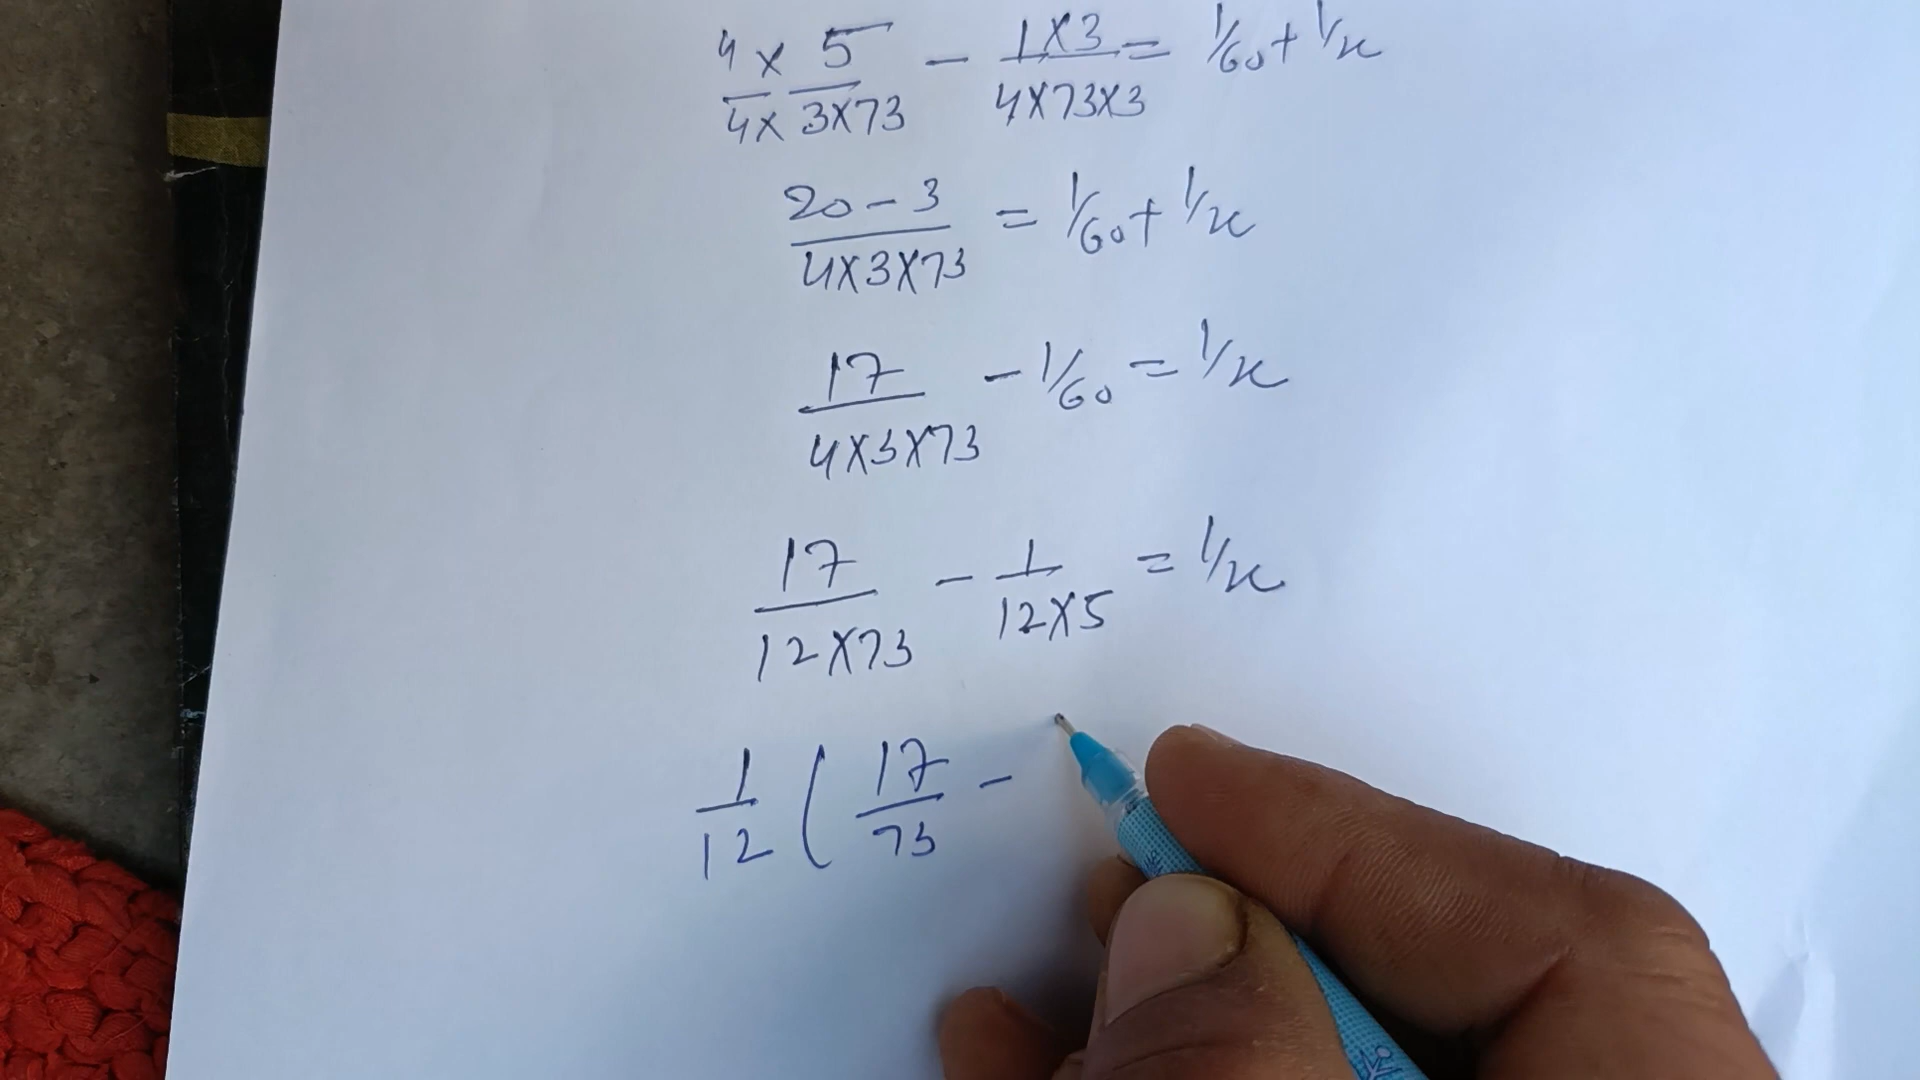 4/4 × 5/3×73 - 1×3/4×73×3 = 1/60 + 1/x
20-3/4×3×73 = 1/60 + 1/x
17/4×3×73 - 1/60 = 1/x
17/12×73 - 1/12×5 = 1/x
1/12 ( 17/73 -